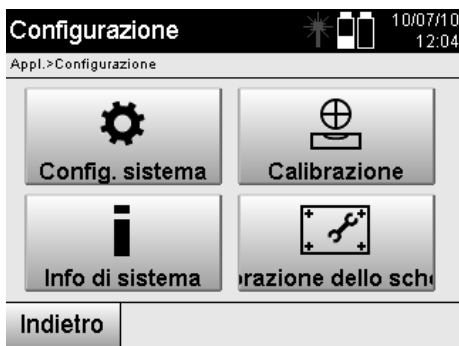 Configurazione
10/07/10
12:04
Appl.>Configurazione
Config. sistema
Calibrazione
Info di sistema
razione dello sch
Indietro